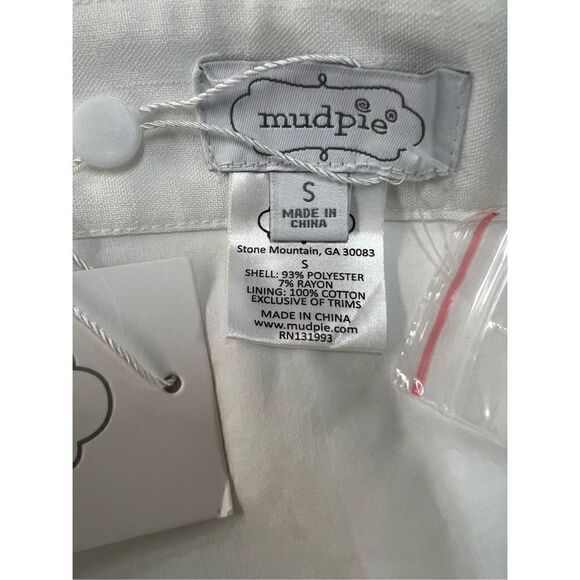 mudpie®
S
MADE IN
CHINA
Stone Mountain, GA 30083
S
SHELL: 93% POLYESTER
7% RAYON
LINING: 100% COTTON
EXCLUSIVE OF TRIMS
MADE IN CHINA
www.mudpie.com
RN131993